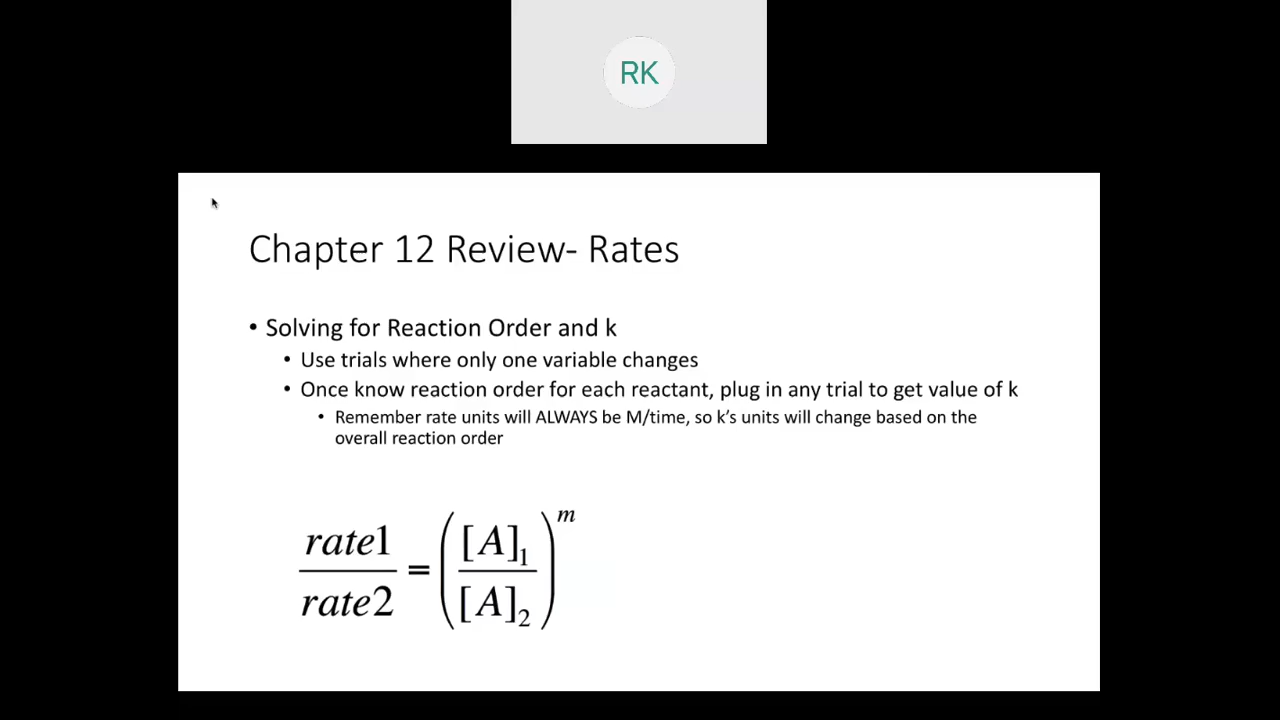 RK
Chapter 12 Review- Rates
• Solving for Reaction Order and k
• Use trials where only one variable changes
• Once know reaction order for each reactant, plug in any trial to get value of k
• Remember rate units will ALWAYS be M/time, so k's units will change based on the
overall reaction order
rate1/rate2 = ([A]₁/[A]₂)^m